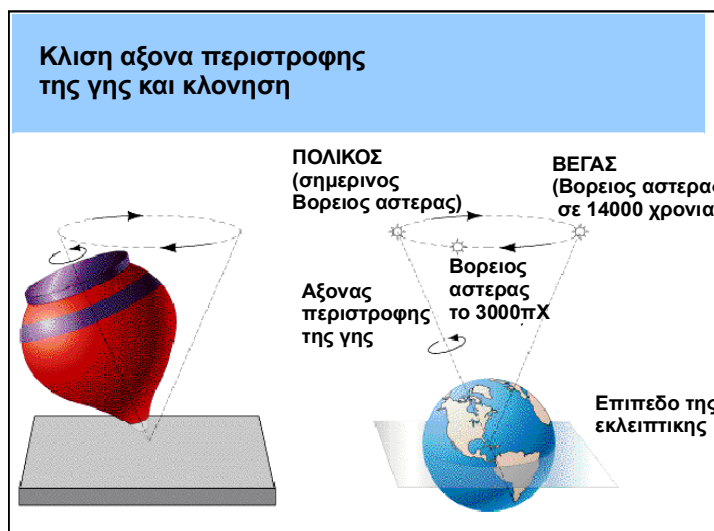 Κλιση αξονα περιστροφης
της γης και κλονηση
ΠΟΛΙΚΟΣ
(σημερινος
Βορειος αστερας)
ΒΕΓΑΣ
(Βορειος αστερας
σε 14000 χρονια
Βορειος
αστερας
το 3000πΧ
Αξονας
περιστροφης
της γης
Επιπεδο της
εκλειπτικης